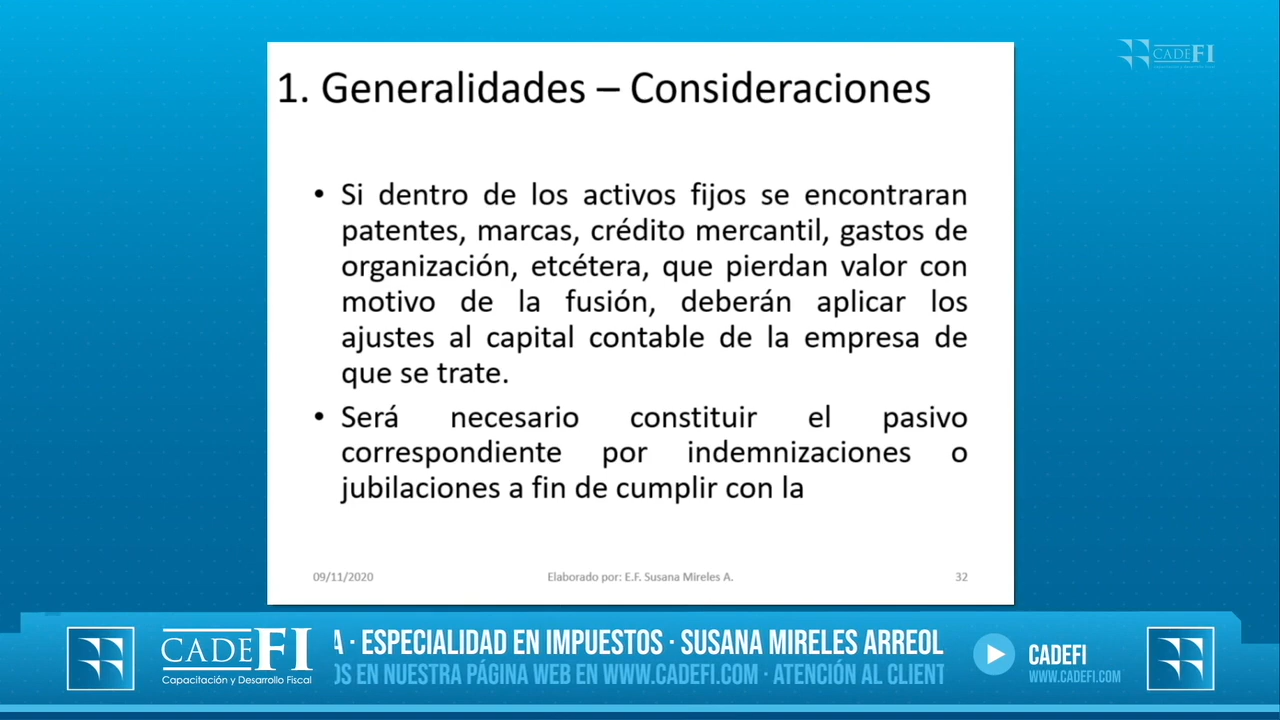 CADEFI
1. Generalidades – Consideraciones
• Si dentro de los activos fijos se encontraran
patentes, marcas, crédito mercantil, gastos de
organización, etcétera, que pierdan valor con
motivo de la fusión, deberán aplicar los
ajustes al capital contable de la empresa de
que se trate.
• Será necesario constituir el pasivo
correspondiente por indemnizaciones o
jubilaciones a fin de cumplir con la
09/11/2020
Elaborado por: E.F. Susana Mireles A.
32
CADEFI
Capacitación y Desarrollo Fiscal
A · ESPECIALIDAD EN IMPUESTOS · SUSANA MIRELES ARREOL
OS EN NUESTRA PÁGINA WEB EN WWW.CADEFI.COM · ATENCIÓN AL CLIENT
CADEFI
WWW.CADEFI.COM